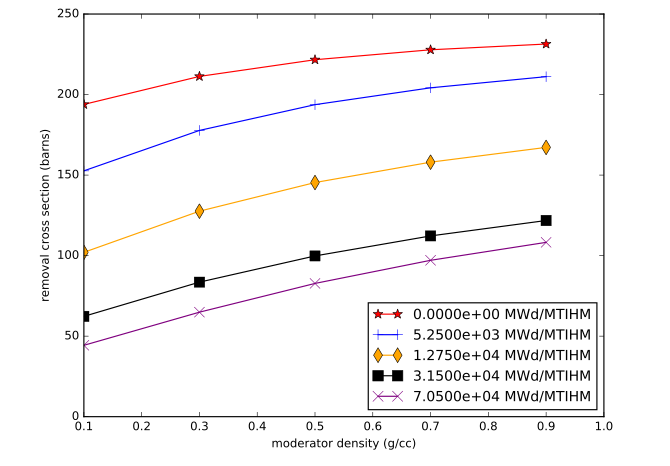 250
200
150
100
50
0
removal cross section (barns)
0.1 0.2 0.3 0.4 0.5 0.6 0.7 0.8 0.9 1.0
moderator density (g/cc)
0.0000e+00 MWd/MTIHM
5.2500e+03 MWd/MTIHM
1.2750e+04 MWd/MTIHM
3.1500e+04 MWd/MTIHM
7.0500e+04 MWd/MTIHM